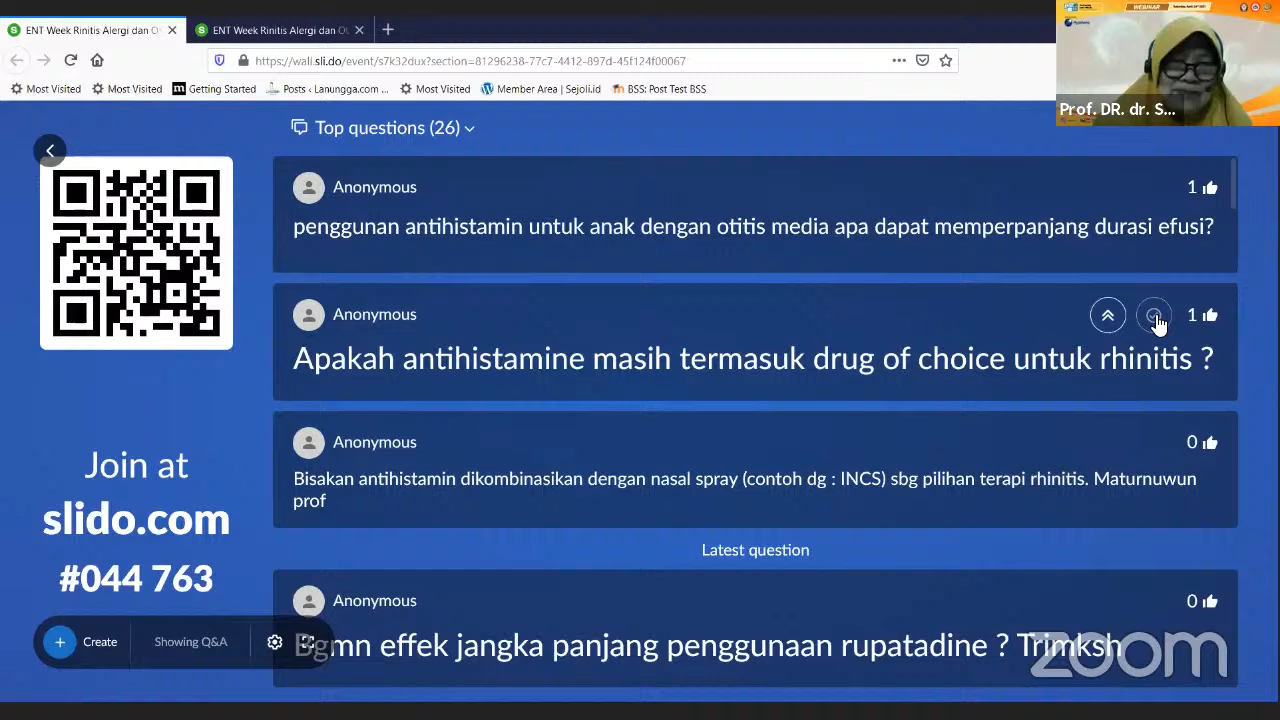 ENT Week Rinitis Alergi dan O
ENT Week Rinitis Alergi dan O
WEBINAR
https://wall.sli.do/event/s7k32dux?section=81296238-77c7-4412-897d-45f124f00067
Most Visited
Most Visited
Getting Started
Posts ‹ Lanungga.com ...
Most Visited
Member Area | Sejoli.id
BSS: Post Test BSS
Prof. DR. dr. S...
Top questions (26)
Anonymous
1
penggunan antihistamin untuk anak dengan otitis media apa dapat memperpanjang durasi efusi?
Anonymous
1
Apakah antihistamine masih termasuk drug of choice untuk rhinitis ?
Anonymous
0
Bisakan antihistamin dikombinasikan dengan nasal spray (contoh dg : INCS) sbg pilihan terapi rhinitis. Maturnuwun
prof
Latest question
Anonymous
0
Bgmn effek jangka panjang penggunaan rupatadine ? Trimksh
Join at
slido.com
#044 763
Create
Showing Q&A
zoom